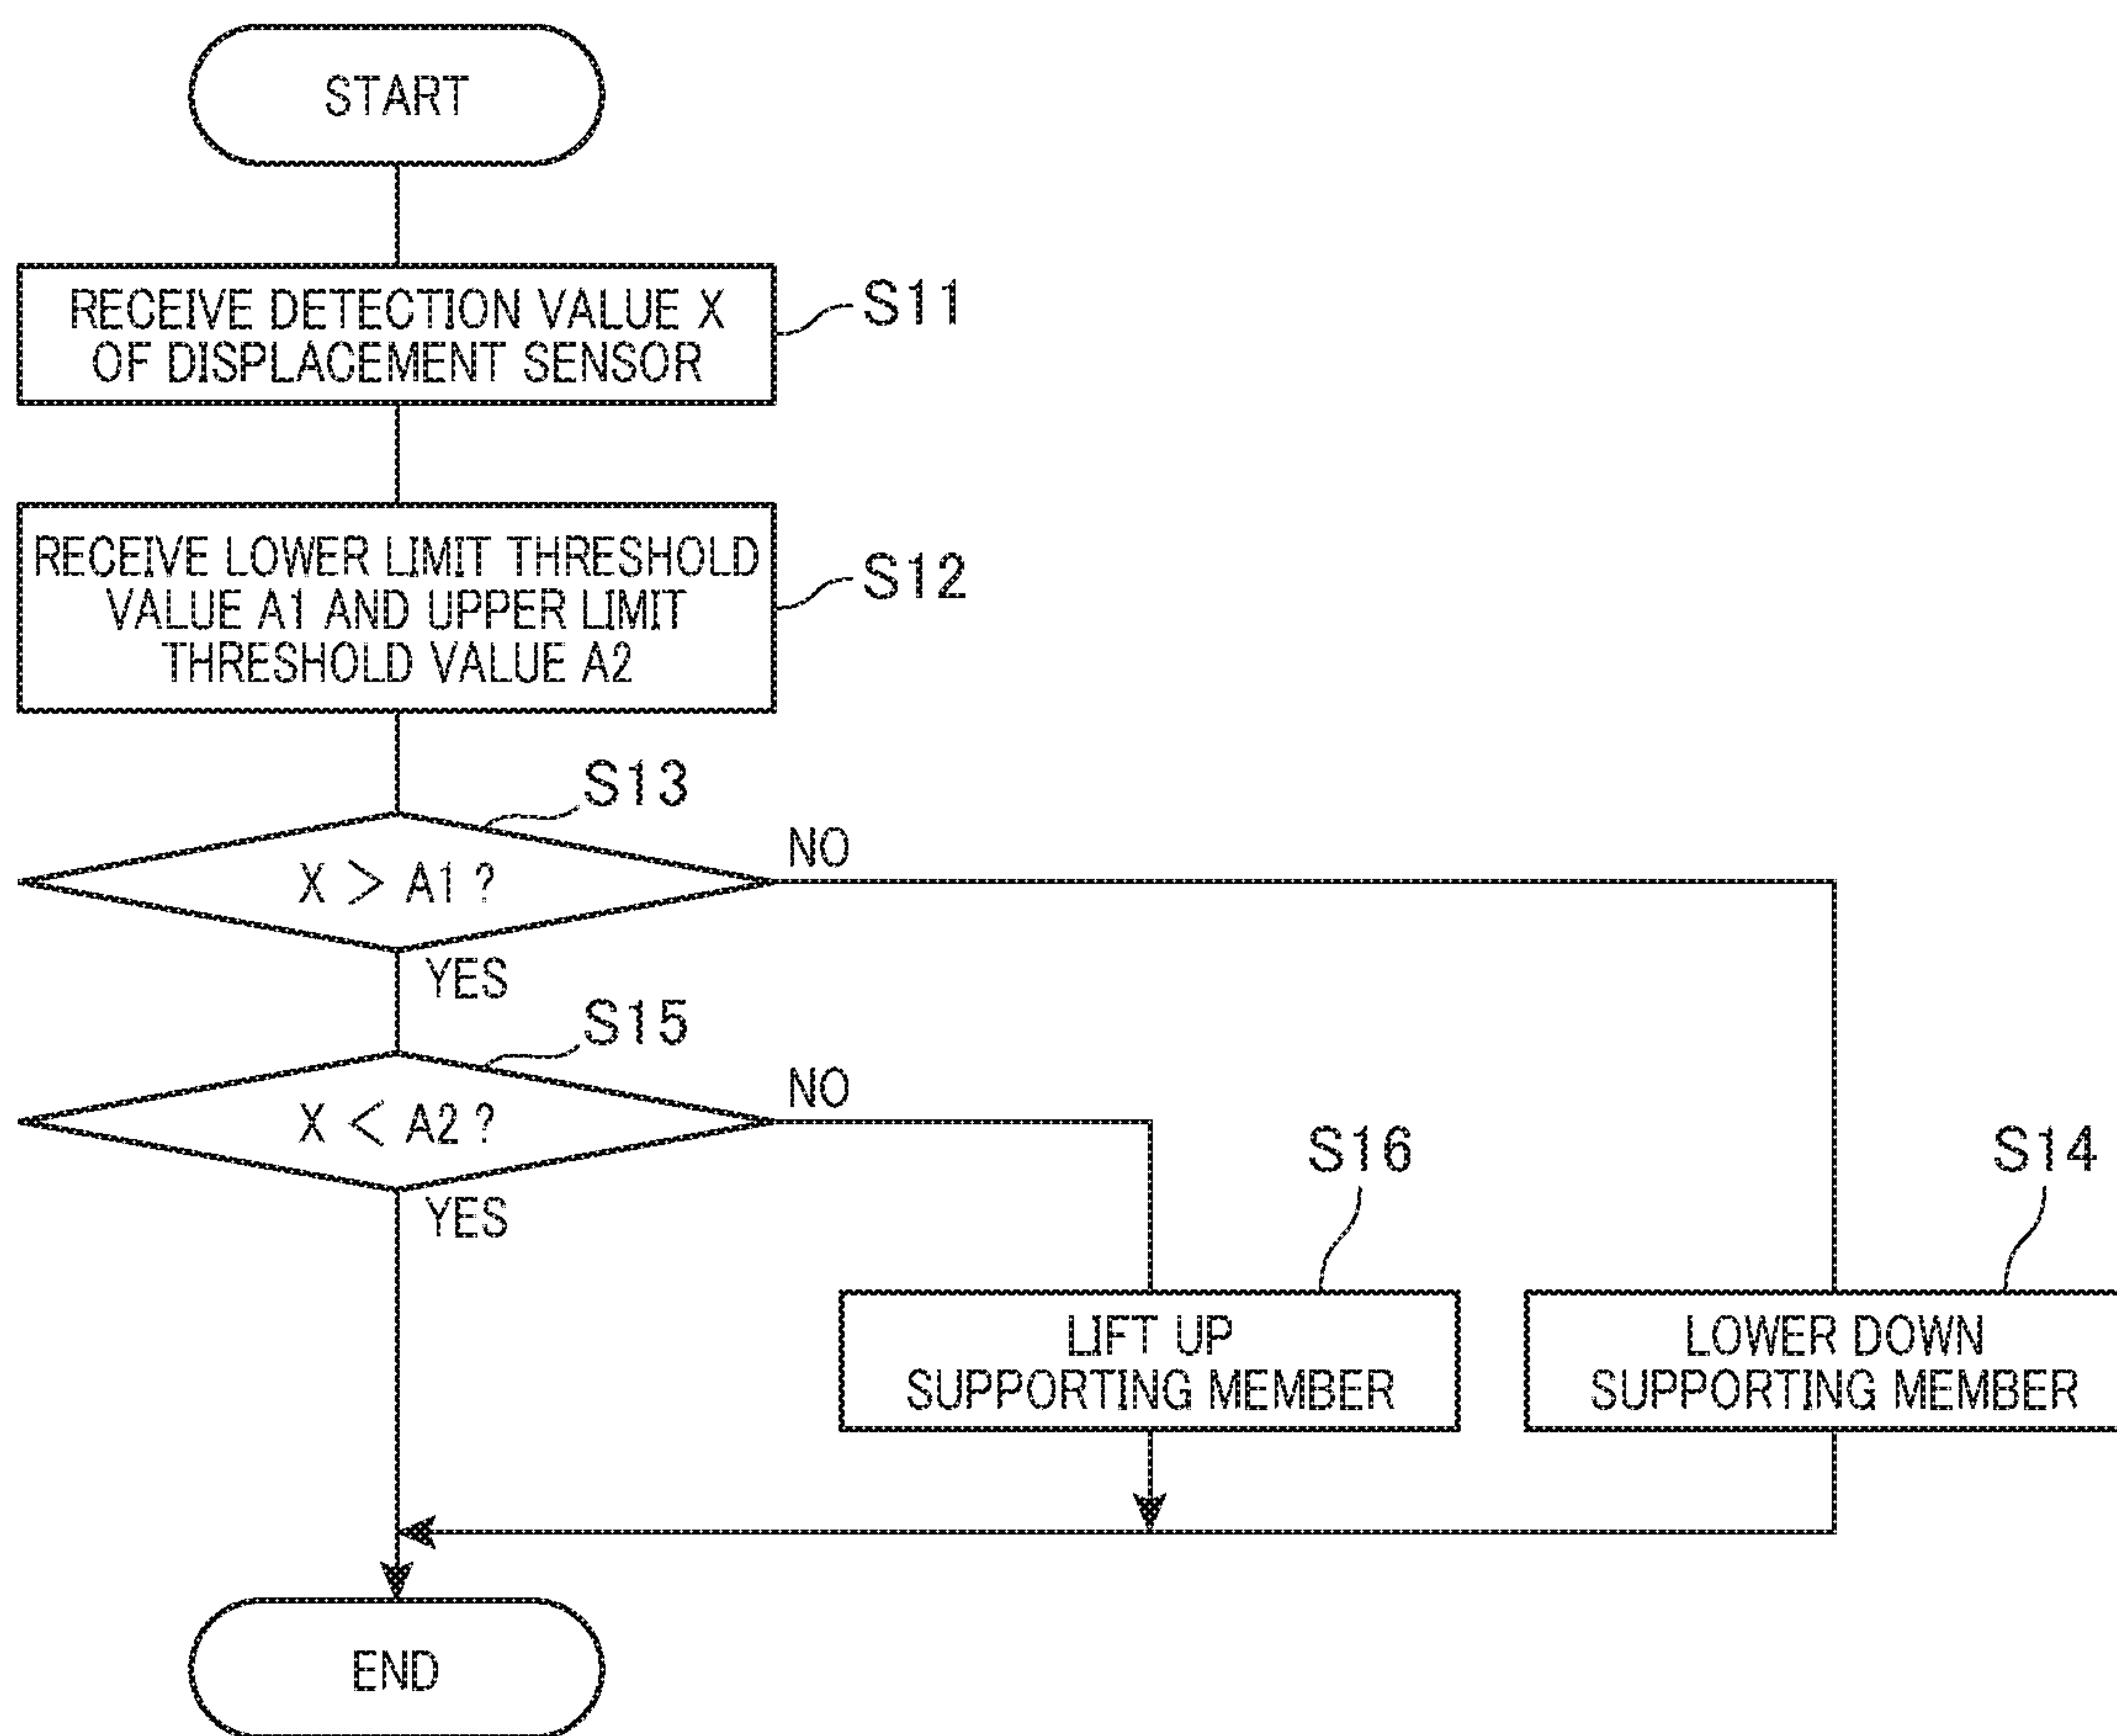 START
RECEIVE DETECTION VALUE X
OF DISPLACEMENT SENSOR
S11
RECEIVE LOWER LIMIT THRESHOLD
VALUE A1 AND UPPER LIMIT
THRESHOLD VALUE A2
S12
S13
X > A1 ?
NO
YES
S15
X < A2 ?
NO
YES
S16
LIFT UP
SUPPORTING MEMBER
S14
LOWER DOWN
SUPPORTING MEMBER
END